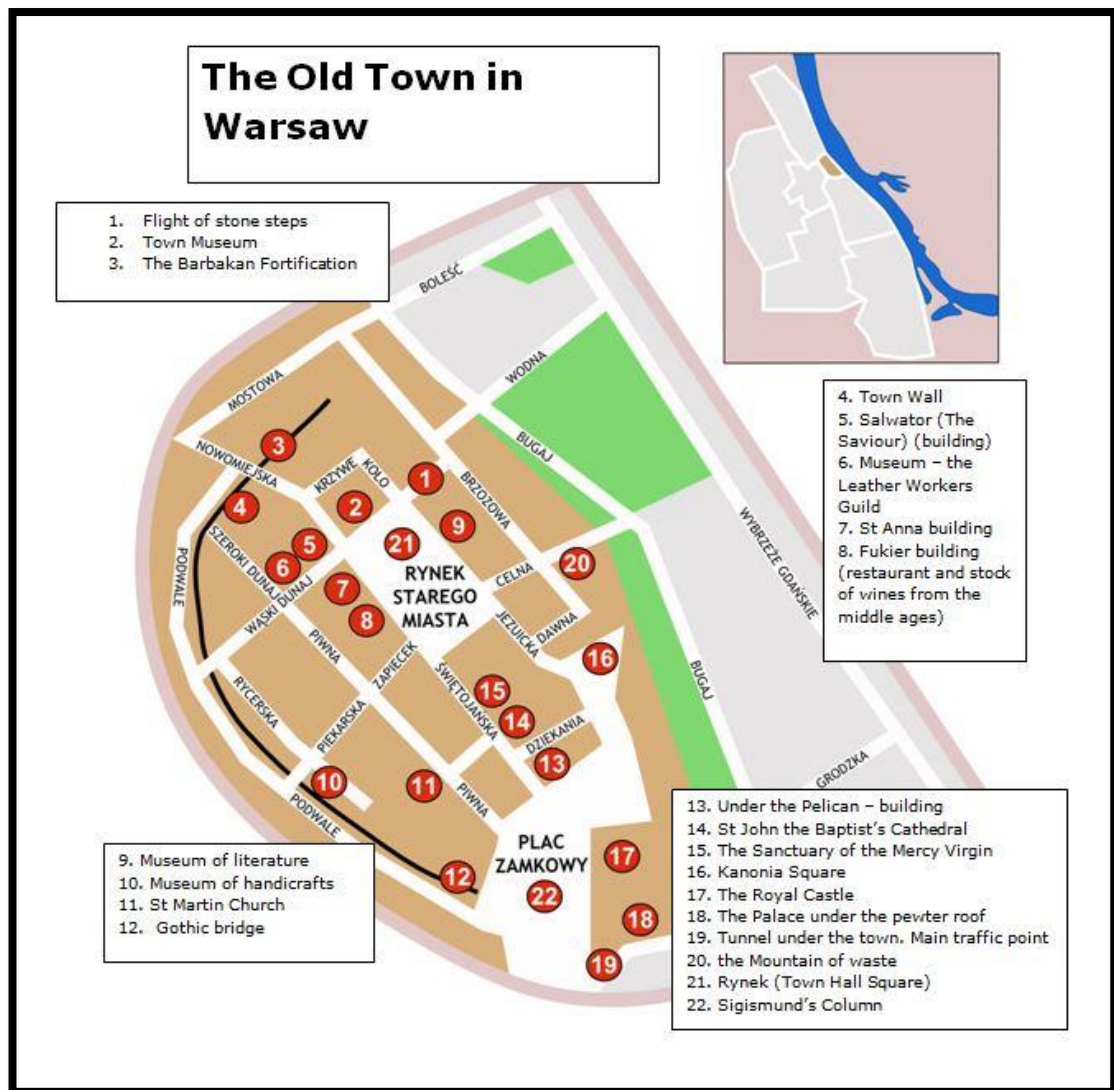 The Old Town in
Warsaw
1. Flight of stone steps
2. Town Museum
3. The Barbakan Fortification
4. Town Wall
5. Salwator (The
Saviour) (building)
6. Museum – the
Leather Workers
Guild
7. St Anna building
8. Fukier building
(restaurant and stock
of wines from the
middle ages)
BOLEŚĆ
MOSTOWA
WODNA
NOWOMIEJSKA
KRZYWE
KOŁO
BUGAJ
BRZOZOWA
WYBRZEŻE GDAŃSKIE
PODWALE
SZEROKI DUNAJ
WĄSKI DUNAJ
RYNEK
STAREGO
MIASTA
CELNA
JEZUICKA
DAWNA
PIWNA
ZAPIECEK
ŚWIĘTOJAŃSKA
BUGAJ
RYCERSKA
PIEKARSKA
DZIEKANIA
PIWNA
PODWALE
GRODZKA
PLAC
ZAMKOWY
3
1
4
2
9
5
21
6
20
7
8
16
15
14
13
10
11
17
12
22
18
19
9. Museum of literature
10. Museum of handicrafts
11. St Martin Church
12. Gothic bridge
13. Under the Pelican – building
14. St John the Baptist's Cathedral
15. The Sanctuary of the Mercy Virgin
16. Kanonia Square
17. The Royal Castle
18. The Palace under the pewter roof
19. Tunnel under the town. Main traffic point
20. the Mountain of waste
21. Rynek (Town Hall Square)
22. Sigismund's Column